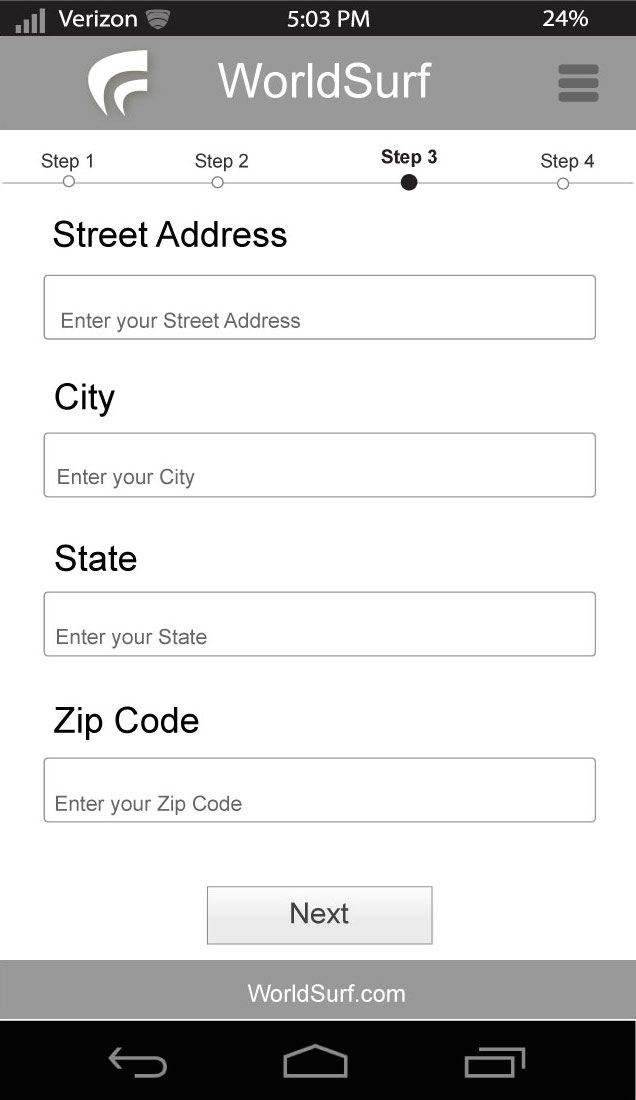 Verizon 5:03 PM 24%
WorldSurf
Step 1 Step 2 Step 3 Step 4
Street Address
Enter your Street Address
City
Enter your City
State
Enter your State
Zip Code
Enter your Zip Code
Next
WorldSurf.com